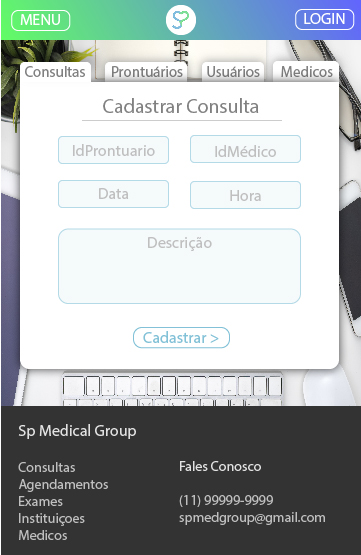 MENU
Sp
LOGIN
Consultas
Prontuários
Usuários
Medicos
Cadastrar Consulta
IdProntuario
IdMédico
Data
Hora
Descrição
Cadastrar >
Sp Medical Group
Consultas
Agendamentos
Exames
Instituiçoes
Medicos
Fales Conosco
(11) 99999-9999
spmedgroup@gmail.com